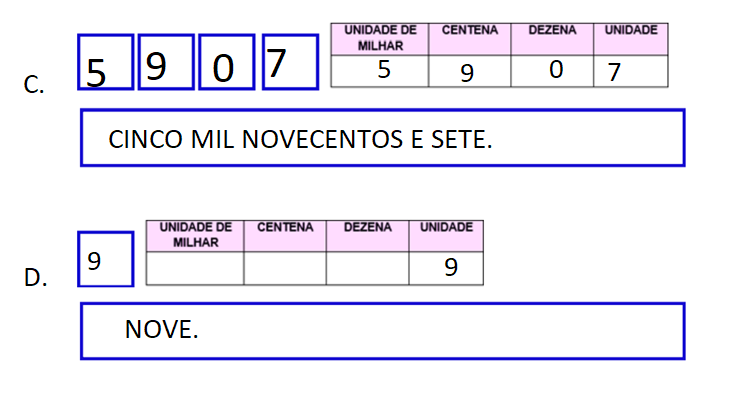 C. 5 9 0 7
UNIDADE DE MILHAR CENTENA DEZENA UNIDADE
5 9 0 7
CINCO MIL NOVECENTOS E SETE.
D. 9
UNIDADE DE MILHAR CENTENA DEZENA UNIDADE
9
NOVE.